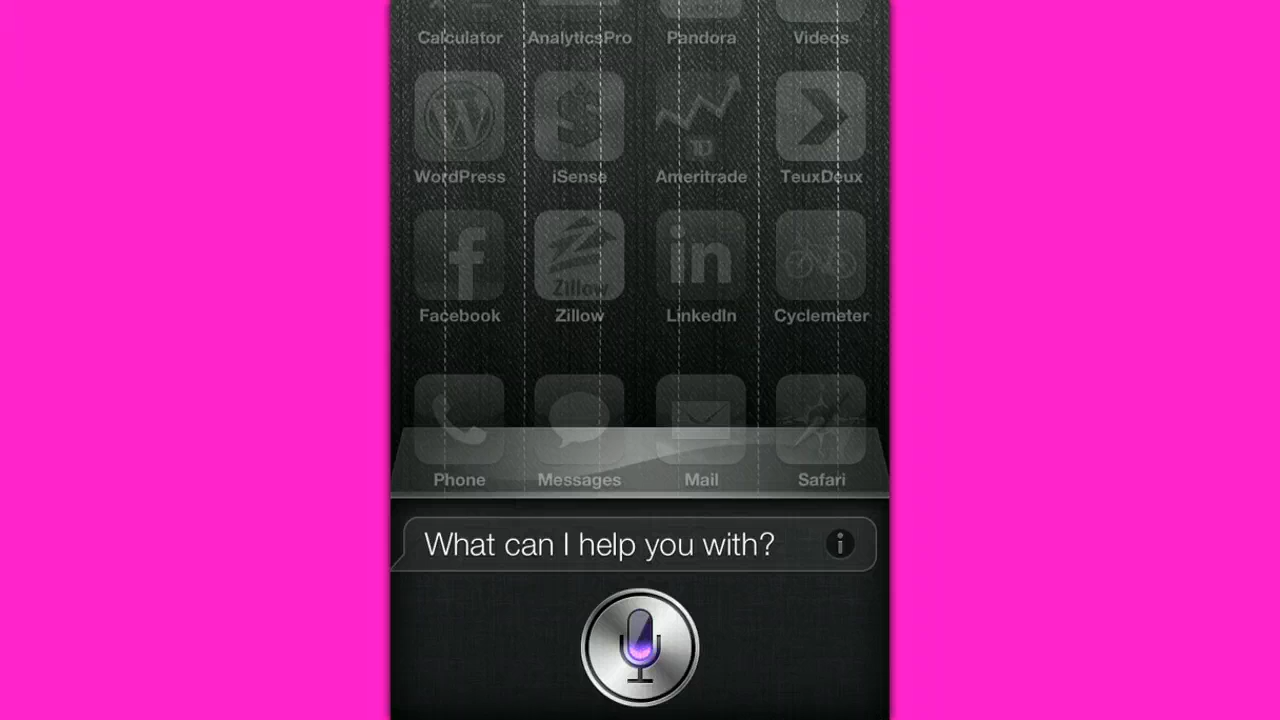 Calculator AnalyticsPro Pandora Videos
WordPress iSense Ameritrade TeuxDeux
Zillow
Facebook Zillow LinkedIn Cyclemeter
Phone Messages Mail Safari
What can I help you with?